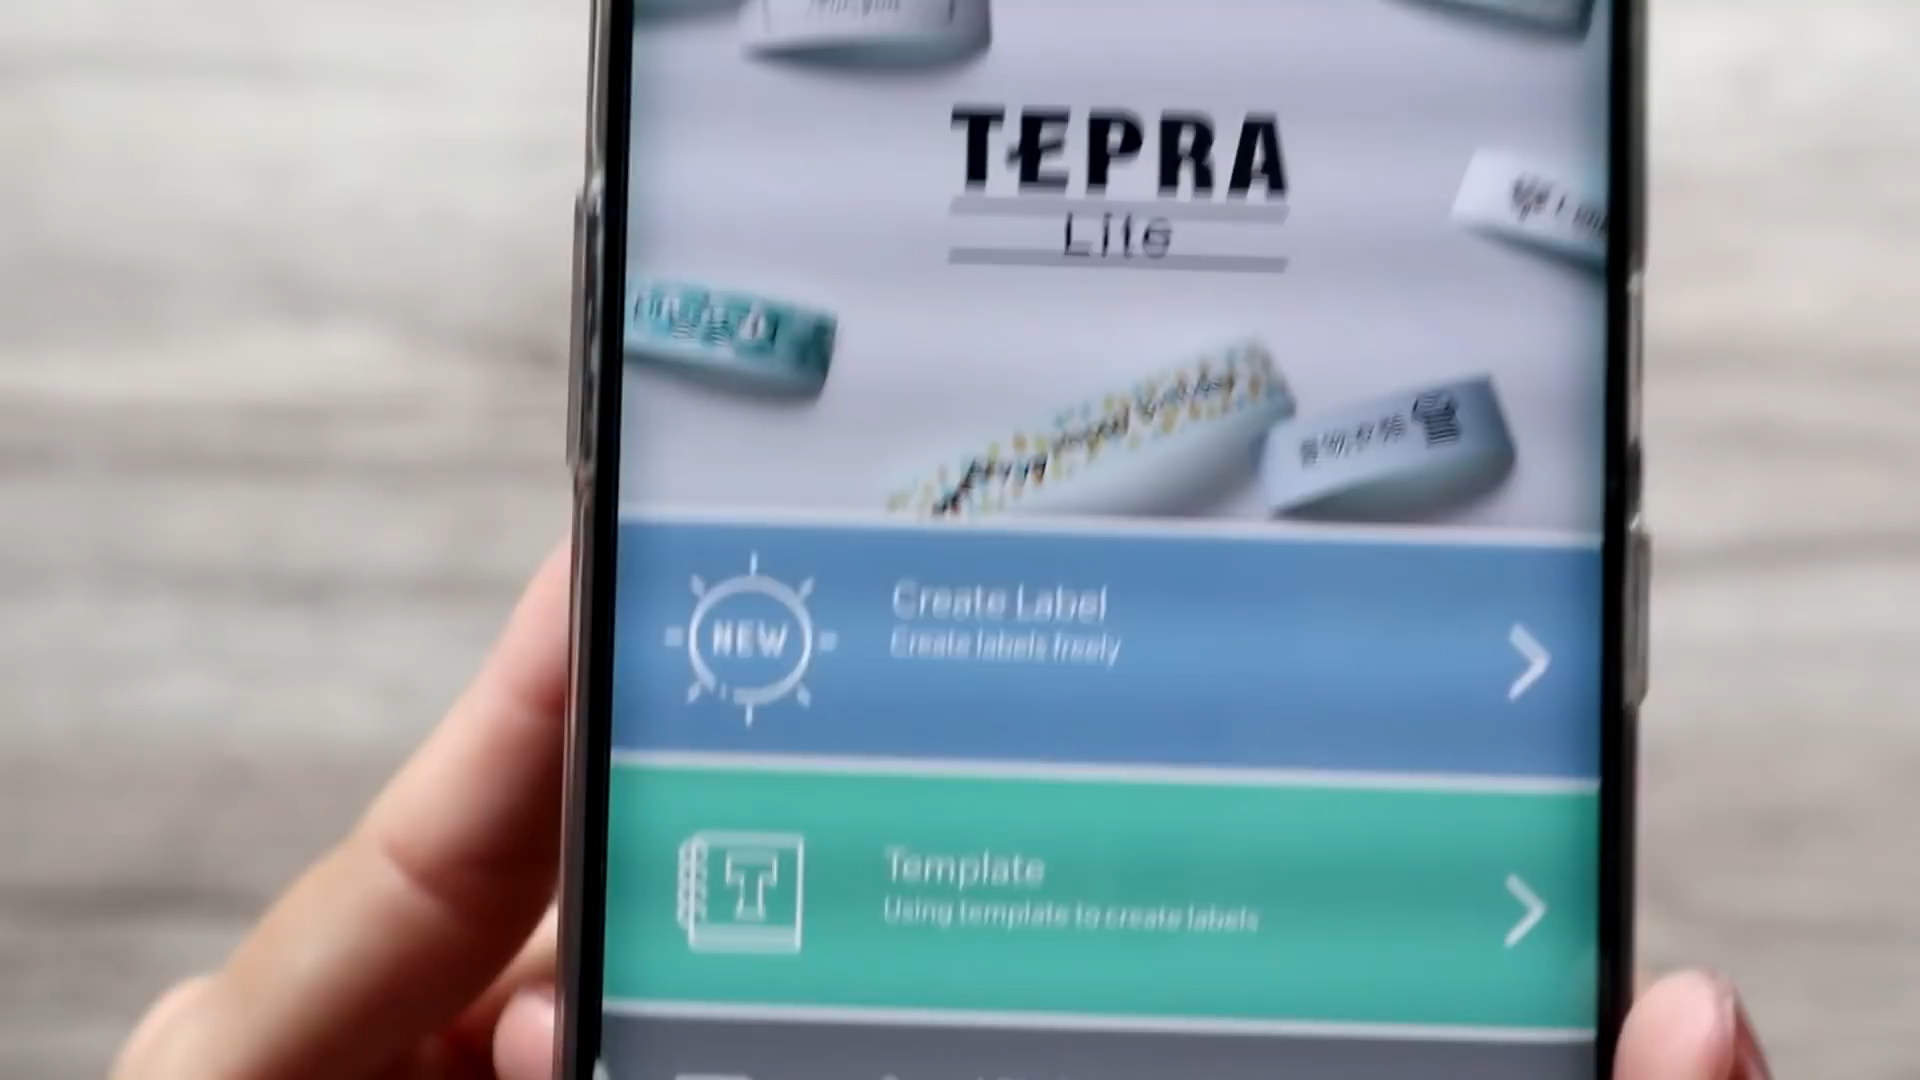 TEPRA
Lite
NEW
Create Label
Create labels freely
T
Template
Using template to create labels